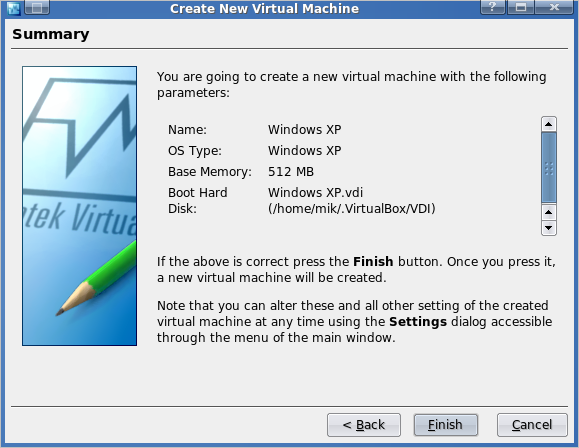 Create New Virtual Machine
?
Summary
You are going to create a new virtual machine with the following
parameters:
Name: Windows XP
OS Type: Windows XP
Base Memory: 512 MB
Boot Hard Windows XP.vdi
Disk: (/home/mik/.VirtualBox/VDI)
tek Virtua
If the above is correct press the Finish button. Once you press it,
a new virtual machine will be created.
Note that you can alter these and all other setting of the created
virtual machine at any time using the Settings dialog accessible
through the menu of the main window.
< Back Finish Cancel